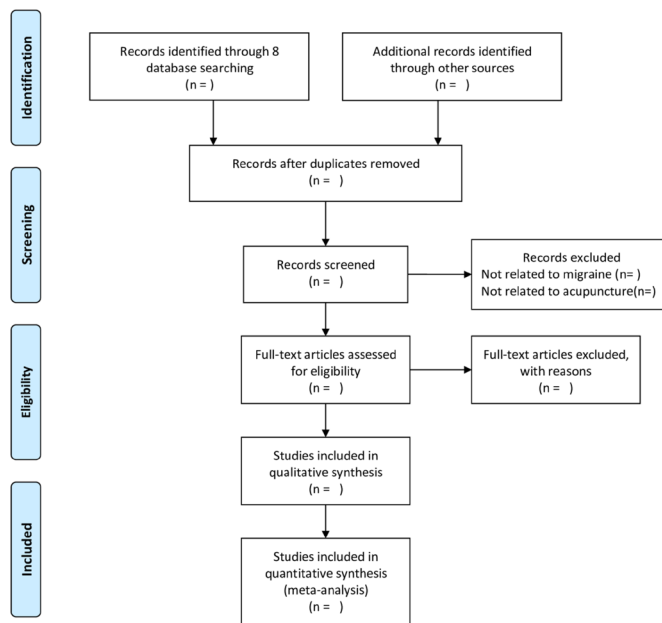 Identification
Records identified through 8
database searching
(n = )
Additional records identified
through other sources
(n =   )
Records after duplicates removed
(n =   )
Screening
Records screened
(n =   )
Records excluded
Not related to migraine (n= )
Not related to acupuncture(n=)
Eligibility
Full-text articles assessed
for eligibility
(n =   )
Full-text articles excluded,
with reasons
(n =   )
Studies included in
qualitative synthesis
(n =   )
Included
Studies included in
quantitative synthesis
(meta-analysis)
(n =   )